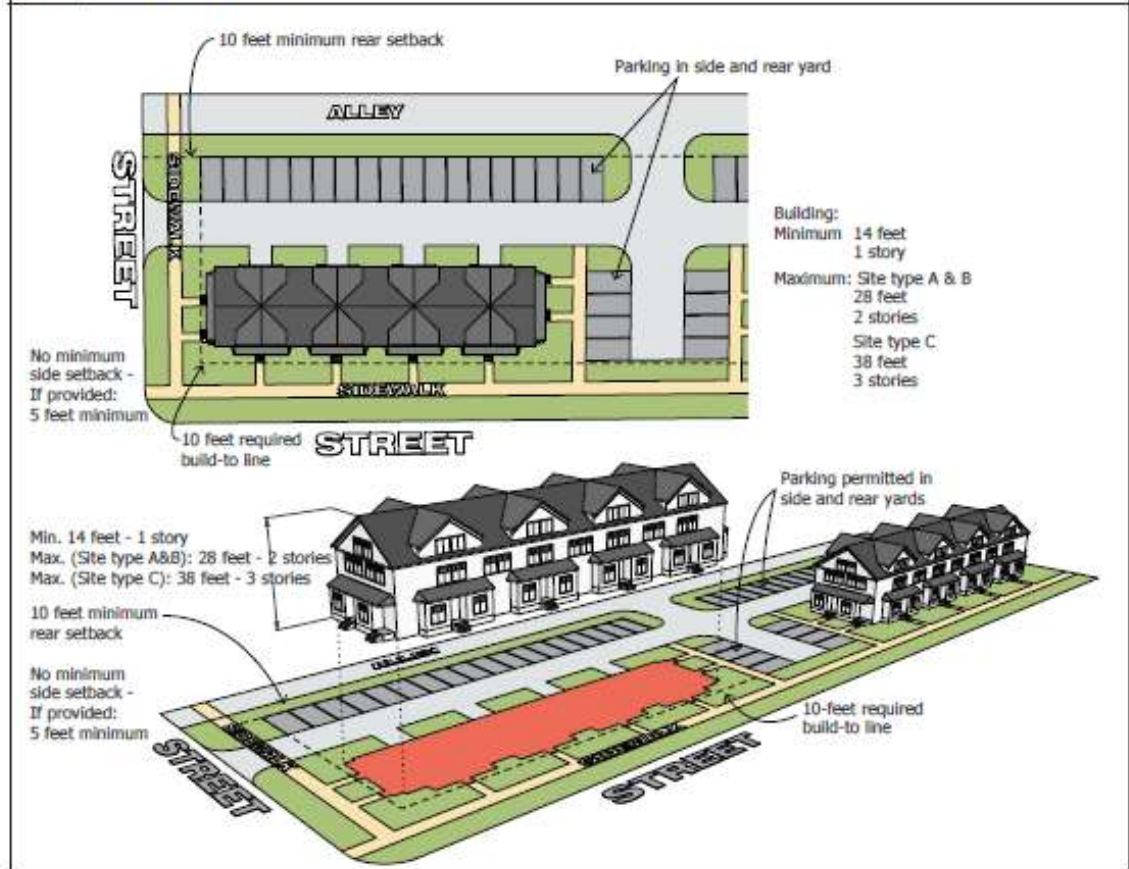 10 feet minimum rear setback
Parking in side and rear yard
ALLEY
STREET
SIDEWALK
Building:
Minimum 14 feet
1 story
Maximum: Site type A & B
28 feet
2 stories
Site type C
38 feet
3 stories
No minimum
side setback -
If provided:
5 feet minimum
SIDEWALK
10 feet required
build-to line
STREET
Parking permitted in
side and rear yards
Min. 14 feet - 1 story
Max. (Site type A&B): 28 feet - 2 stories
Max. (Site type C): 38 feet - 3 stories
10 feet minimum
rear setback
ALLEY
No minimum
side setback -
If provided:
5 feet minimum
10-feet required
build-to line
SIDEWALK
SIDEWALK
STREET
STREET